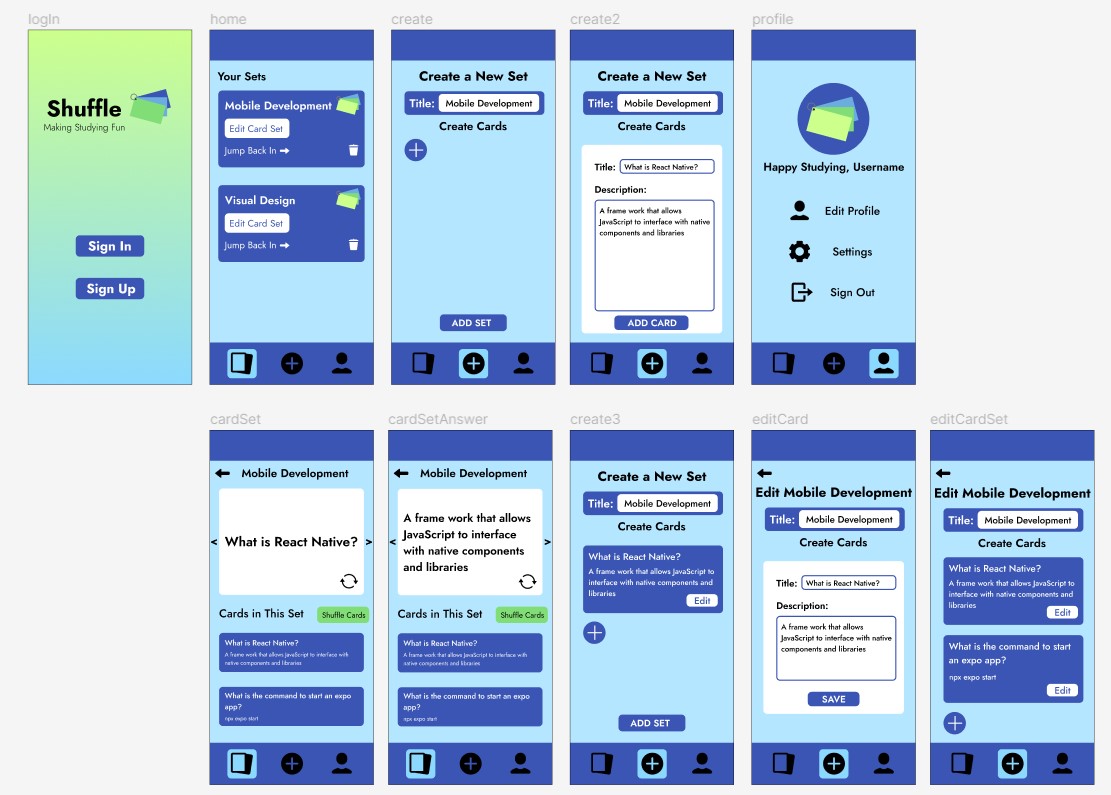 logIn
Shuffle
Making Studying Fun
Sign In
Sign Up
home
Your Sets
Mobile Development
Edit Card Set
Jump Back In
Visual Design
Edit Card Set
Jump Back In
create
Create a New Set
Title: Mobile Development
Create Cards
ADD SET
create2
Create a New Set
Title: Mobile Development
Create Cards
Title: What is React Native?
Description:
A frame work that allows
JavaScript to interface with native
components and libraries
ADD CARD
profile
Happy Studying, Username
Edit Profile
Settings
Sign Out
cardSet
Mobile Development
< What is React Native? >
Cards in This Set Shuffle Cards
What is React Native?
A frame work that allows JavaScript to interface with
native components and libraries
What is the command to start an expo
app?
npx expo start
cardSetAnswer
Mobile Development
A frame work that allows
JavaScript to interface
< with native components >
and libraries
Cards in This Set Shuffle Cards
What is React Native?
A frame work that allows JavaScript to interface with
native components and libraries
What is the command to start an expo
app?
npx expo start
create3
Create a New Set
Title: Mobile Development
Create Cards
What is React Native?
A frame work that allows JavaScript to
interface with native components and
libraries
Edit
ADD SET
editCard
Edit Mobile Development
Title: Mobile Development
Create Cards
Title: What is React Native?
Description:
A frame work that allows
JavaScript to interface with native
components and libraries
SAVE
editCardSet
Edit Mobile Development
Title: Mobile Development
Create Cards
What is React Native?
A frame work that allows JavaScript to
interface with native components and
libraries
Edit
What is the command to start
an expo app?
npx expo start
Edit